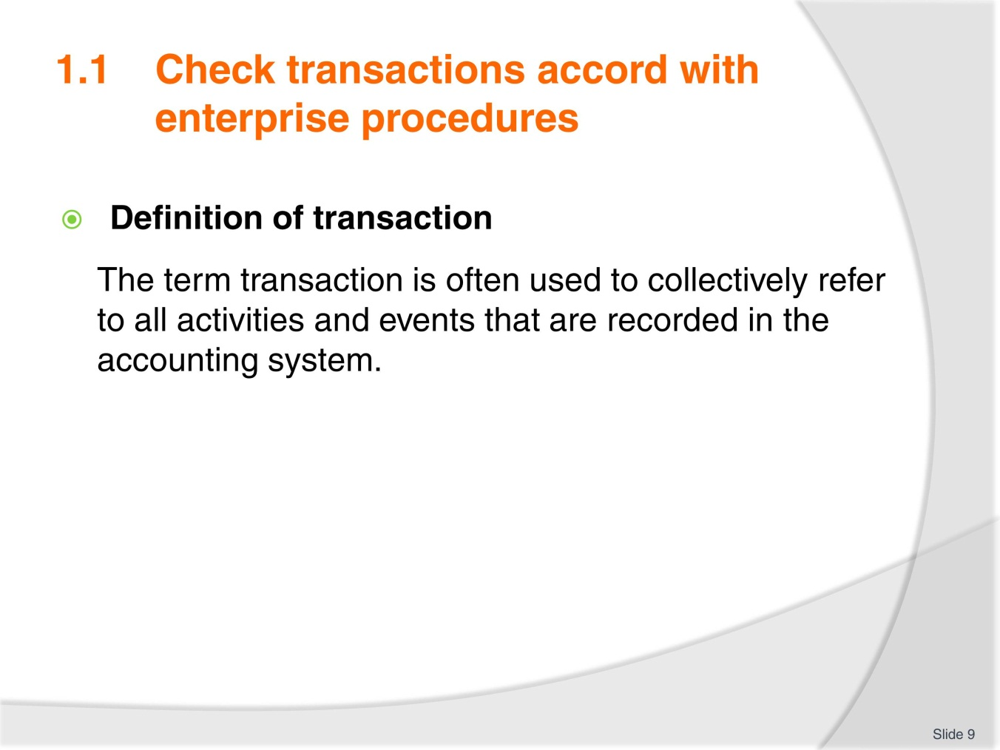 1.1 Check transactions accord with
enterprise procedures
Definition of transaction
The term transaction is often used to collectively refer
to all activities and events that are recorded in the
accounting system.
Slide 9